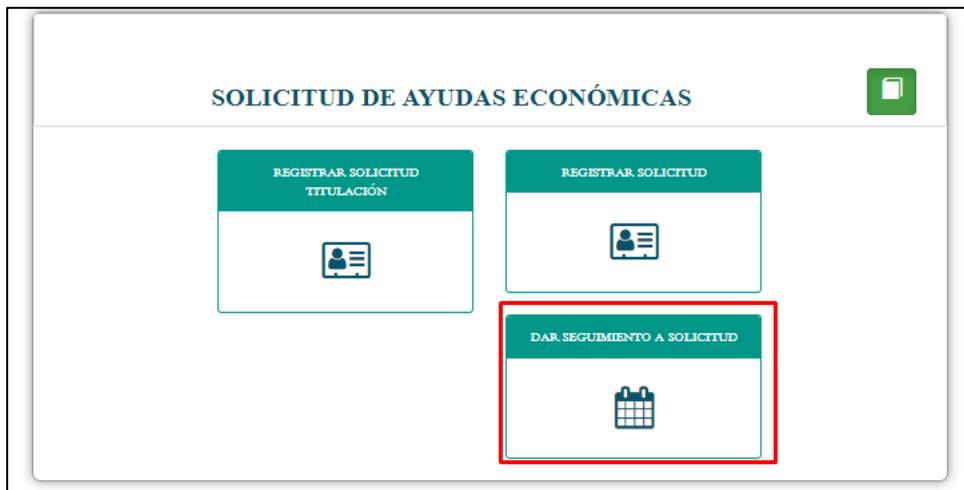 SOLICITUD DE AYUDAS ECONÓMICAS
REGISTRAR SOLICITUD
TITULACIÓN
REGISTRAR SOLICITUD
DAR SEGUIMIENTO A SOLICITUD